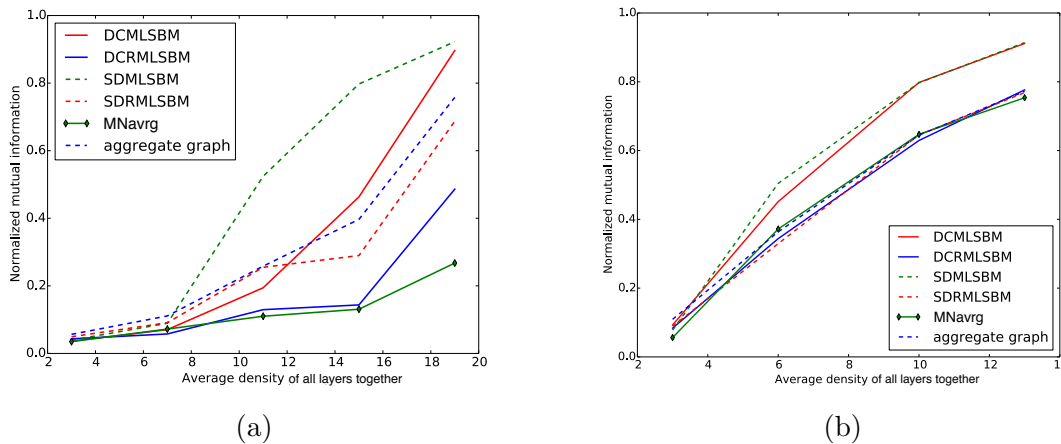 1.0
0.8
0.6
0.4
0.2
0.0
Normalized mutual information
DCMLSBM
DCRMLSBM
SDMLSBM
SDRMLSBM
MNavrg
aggregate graph
2 4 6 8 10 12 14 16 18 20
Average density of all layers together
(a)
1.0
0.8
0.6
0.4
0.2
0.0
Normalized mutual information
DCMLSBM
DCRMLSBM
SDMLSBM
SDRMLSBM
MNavrg
aggregate graph
2 4 6 8 10 12 1
Average density of all layers together
(b)